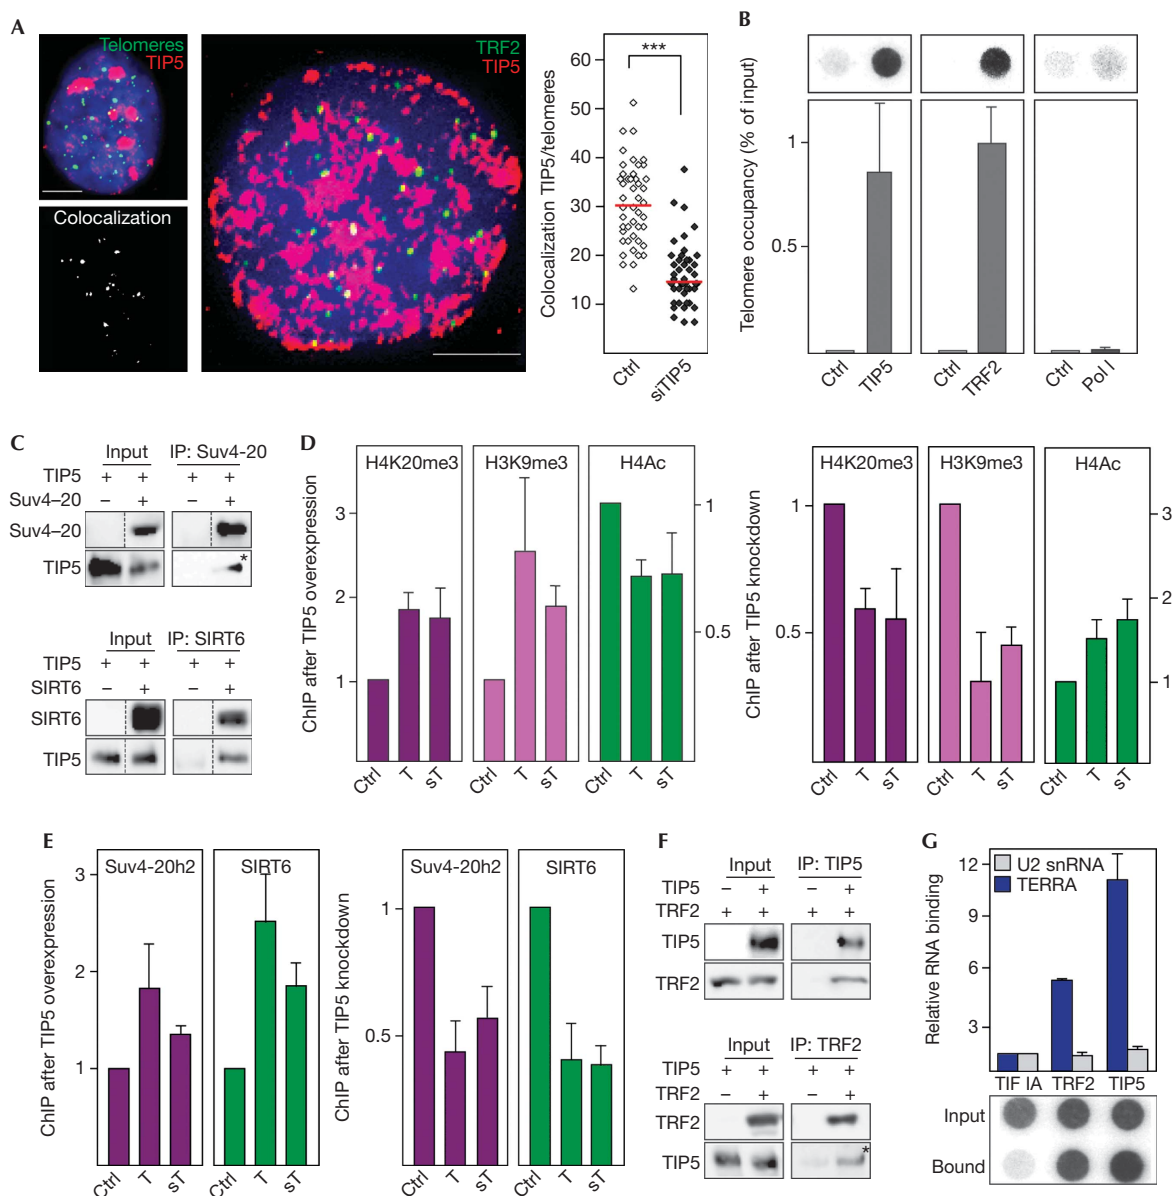 A
Telomeres
TIP5
Colocalization
TRF2
TIP5
Colocalization TIP5/telomeres
60
50
40
30
20
10
***
Ctrl
siTIP5
B
Telomere occupancy (% of input)
1
0.5
Ctrl
TIP5
Ctrl
TRF2
Ctrl
Pol I
C
Input
IP: Suv4-20
TIP5 + + + +
Suv4–20 – + – +
Suv4–20
TIP5
*
Input
IP: SIRT6
TIP5 + + + +
SIRT6 – + – +
SIRT6
TIP5
D
ChIP after TIP5 overexpression
3
2
1
H4K20me3
H3K9me3
H4Ac
1
0.5
Ctrl
T
sT
Ctrl
T
sT
Ctrl
T
sT
ChIP after TIP5 knockdown
1
0.5
H4K20me3
H3K9me3
H4Ac
3
2
1
Ctrl
T
sT
Ctrl
T
sT
Ctrl
T
sT
E
ChIP after TIP5 overexpression
3
2
1
Suv4-20h2
SIRT6
Ctrl
T
sT
Ctrl
T
sT
ChIP after TIP5 knockdown
1
0.5
Suv4-20h2
SIRT6
Ctrl
T
sT
Ctrl
T
sT
F
Input
IP: TIP5
TIP5 – + – +
TRF2 + + + +
TIP5
TRF2
Input
IP: TRF2
TIP5 + + + +
TRF2 – + – +
TRF2
TIP5
*
G
Relative RNA binding
12
9
6
3
U2 snRNA
TERRA
TIF IA
TRF2
TIP5
Input
Bound